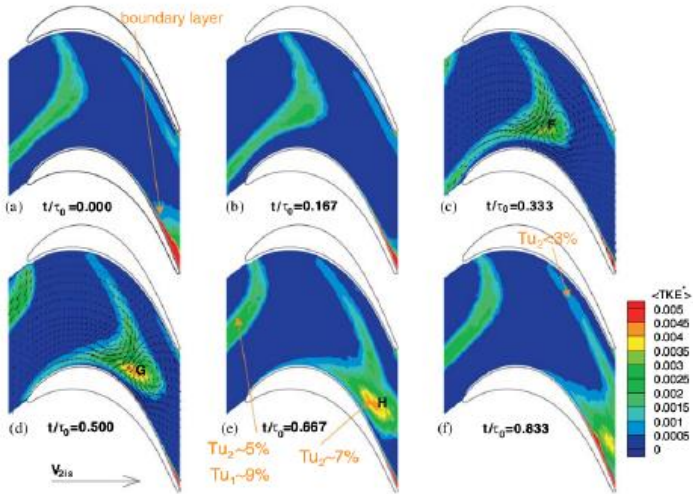 boundary layer
(a) t/τ₀=0.000
(b) t/τ₀=0.167
F
(c) t/τ₀=0.333
Tu₂<3%
G
(d) t/τ₀=0.500
H
(e) t/τ₀=0.667
(f) t/τ₀=0.833
Tu₂~5%
Tu₁~9%
Tu₂~7%
V₂ᵢₛ
<TKE*>
0.005
0.0045
0.004
0.0035
0.003
0.0025
0.002
0.0015
0.001
0.0005
0